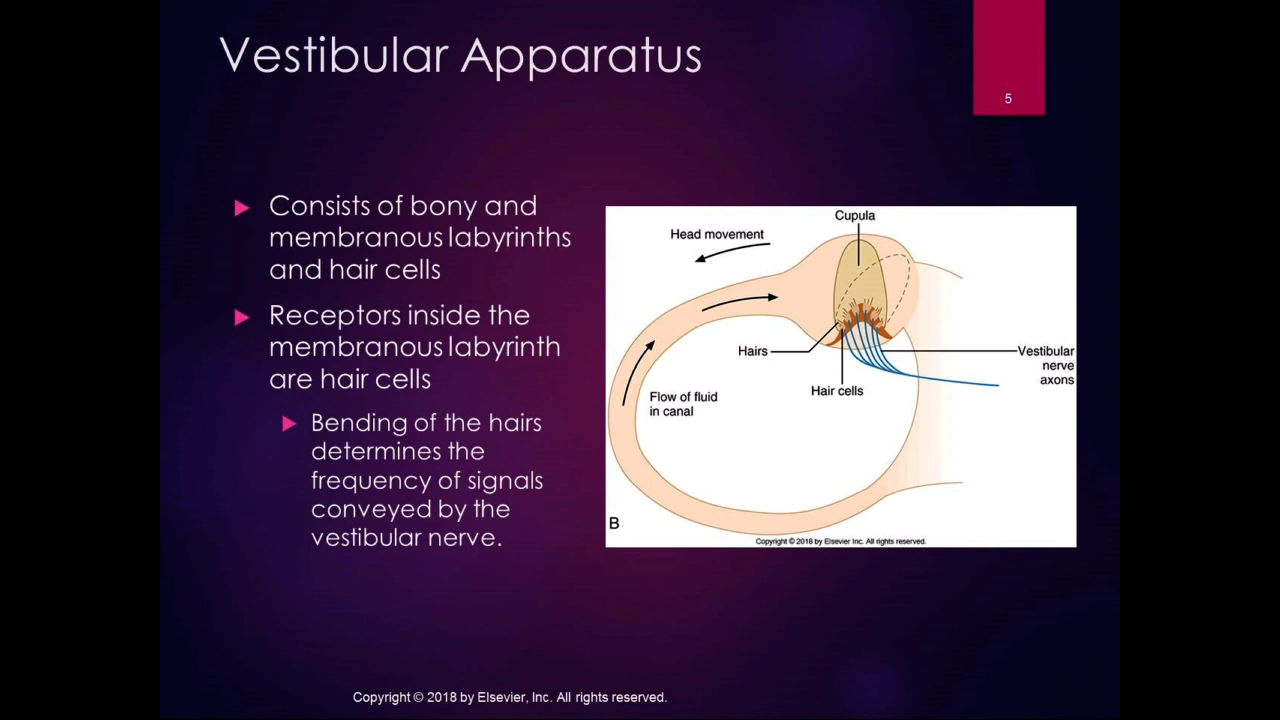 Vestibular Apparatus
5
Consists of bony and
membranous labyrinths
and hair cells
Receptors inside the
membranous labyrinth
are hair cells
Bending of the hairs
determines the
frequency of signals
conveyed by the
vestibular nerve.
Cupula
Head movement
Hairs
Vestibular
nerve
axons
Hair cells
Flow of fluid
in canal
B
Copyright © 2018 by Elsevier Inc. All rights reserved.
Copyright © 2018 by Elsevier, Inc. All rights reserved.